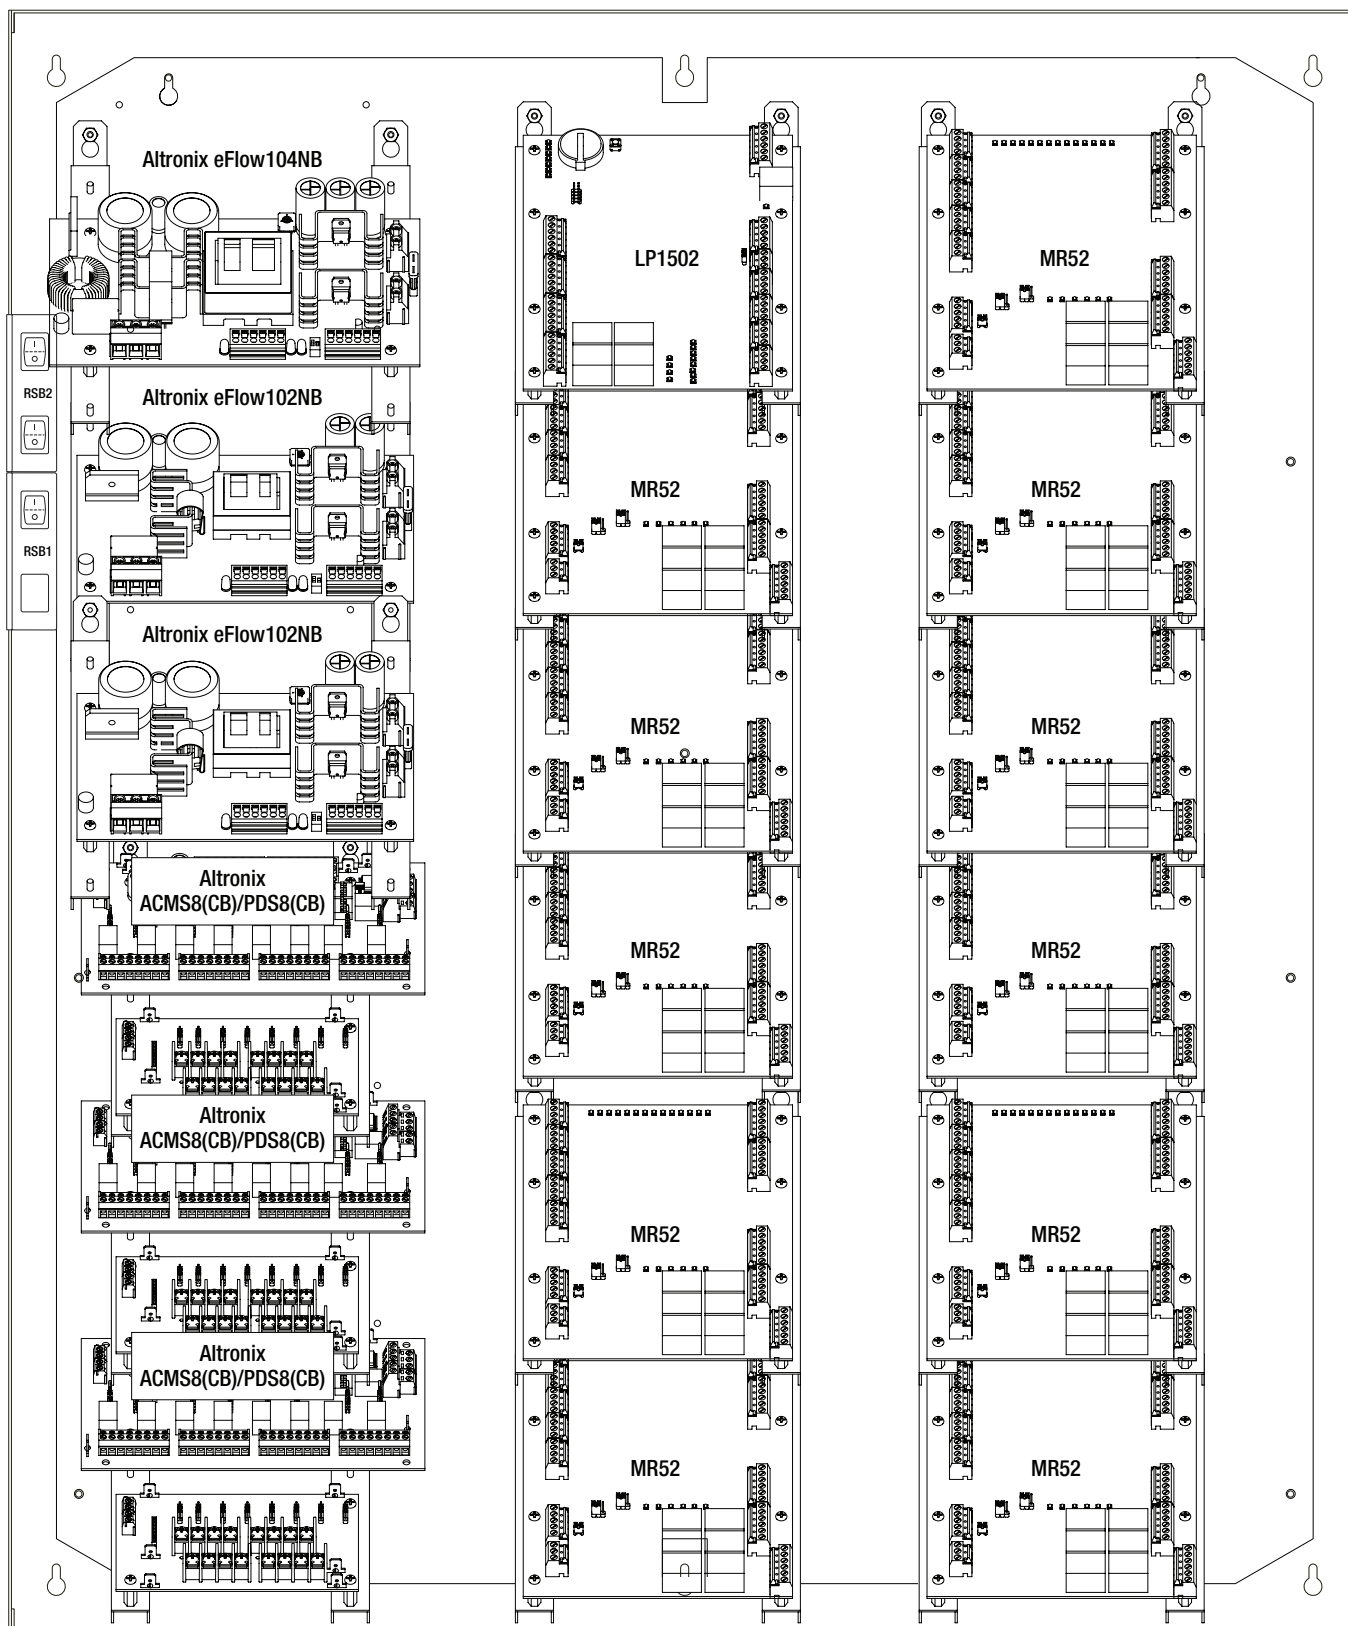 Altronix eFlow104NB
LP1502
MR52
RSB2
Altronix eFlow102NB
MR52
MR52
RSB1
Altronix eFlow102NB
MR52
MR52
Altronix
ACMS8(CB)/PDS8(CB)
MR52
MR52
Altronix
ACMS8(CB)/PDS8(CB)
MR52
MR52
Altronix
ACMS8(CB)/PDS8(CB)
MR52
MR52